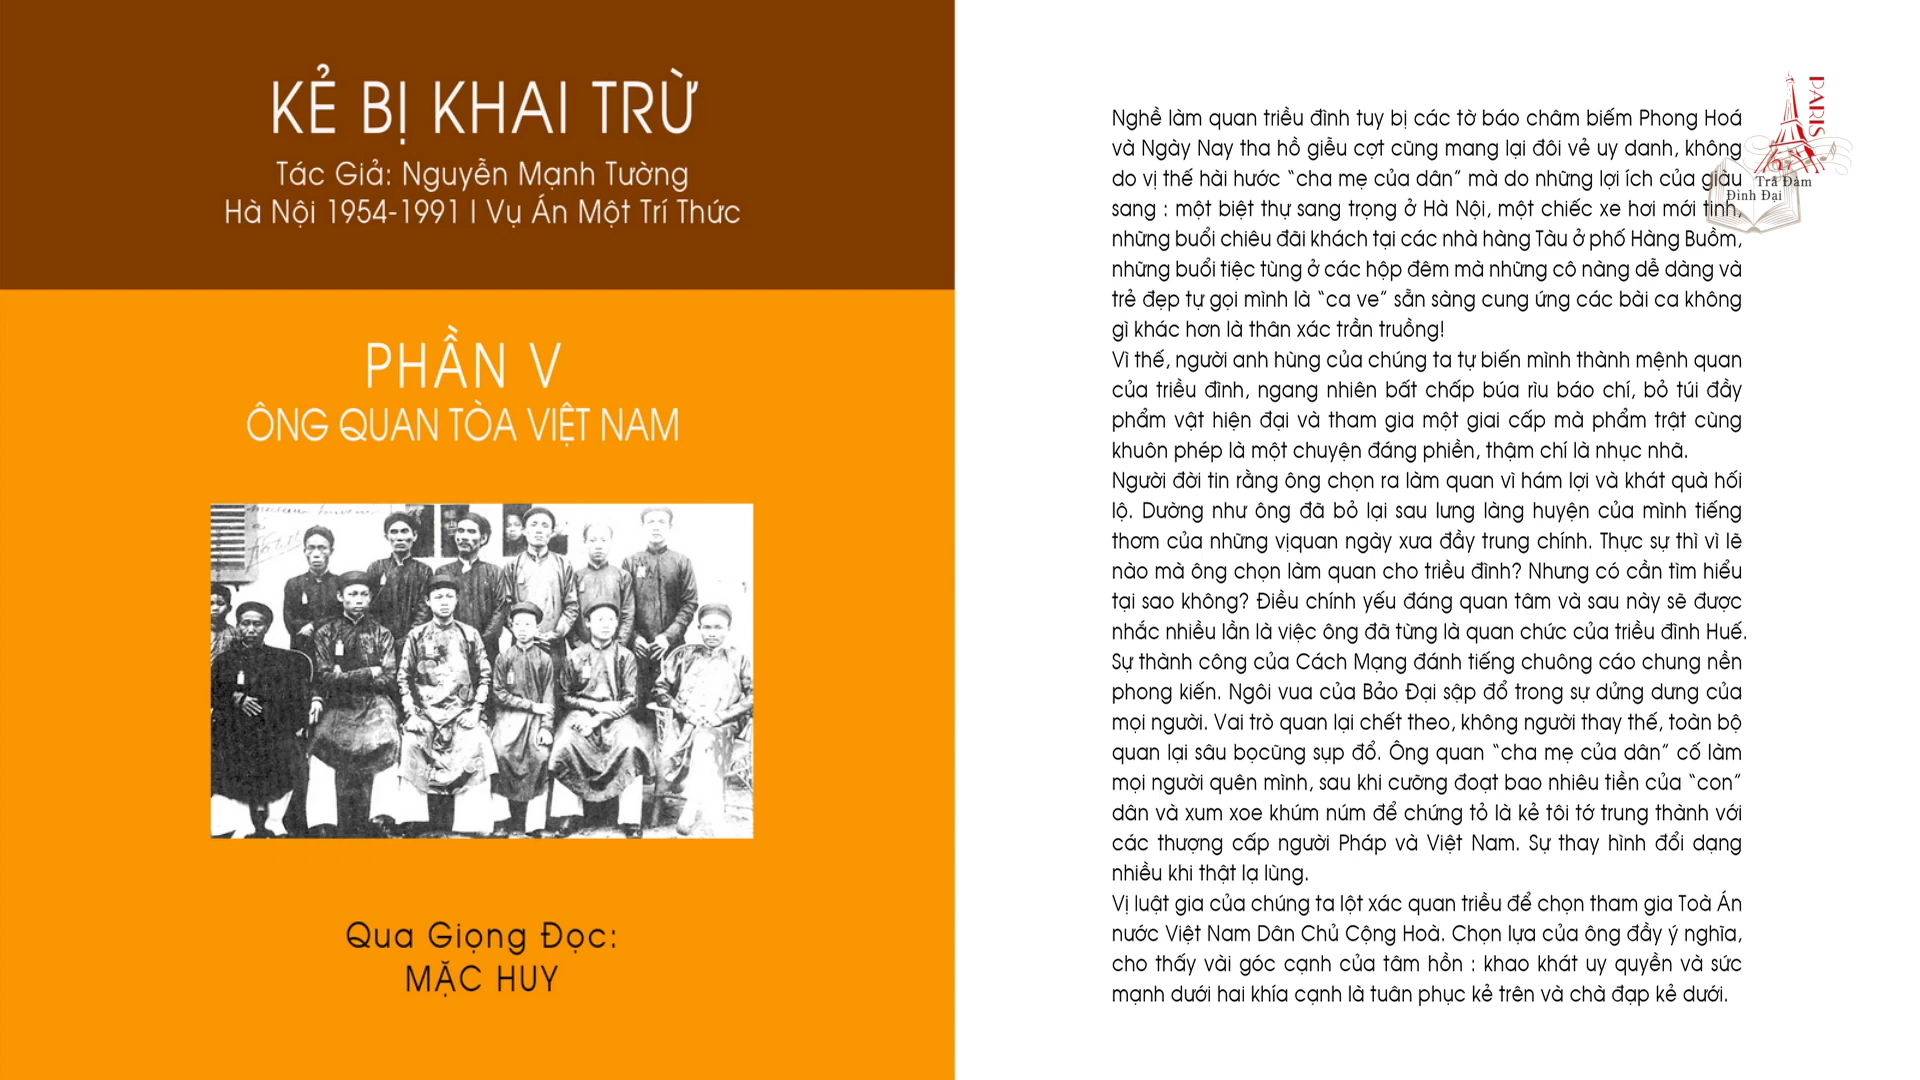 KẺ BỊ KHAI TRỪ
Tác Giả: Nguyễn Mạnh Tường
Hà Nội 1954-1991 I Vụ Án Một Trí Thức
PHẦN V
ÔNG QUAN TÒA VIỆT NAM
Qua Giọng Đọc:
MẶC HUY
PARIS
Trà Đàm
Đình Đại
Nghề làm quan triều đình tuy bị các tờ báo châm biếm Phong Hoá
và Ngày Nay tha hồ giễu cợt cũng mang lại đôi vẻ uy danh, không
do vị thế hài hước “cha mẹ của dân” mà do những lợi ích của giàu
sang : một biệt thự sang trọng ở Hà Nội, một chiếc xe hơi mới tinh,
những buổi chiêu đãi khách tại các nhà hàng Tàu ở phố Hàng Buồm,
những buổi tiệc tùng ở các hộp đêm mà những cô nàng dễ dàng và
trẻ đẹp tự gọi mình là “ca ve” sẵn sàng cung ứng các bài ca không
gì khác hơn là thân xác trần truồng!
Vì thế, người anh hùng của chúng ta tự biến mình thành mệnh quan
của triều đình, ngang nhiên bất chấp búa rìu báo chí, bỏ túi đầy
phẩm vật hiện đại và tham gia một giai cấp mà phẩm trật cùng
khuôn phép là một chuyện đáng phiền, thậm chí là nhục nhã.
Người đời tin rằng ông chọn ra làm quan vì hám lợi và khát quà hối
lộ. Dường như ông đã bỏ lại sau lưng làng huyện của mình tiếng
thơm của những vịquan ngày xưa đầy trung chính. Thực sự thì vì lẽ
nào mà ông chọn làm quan cho triều đình? Nhưng có cần tìm hiểu
tại sao không? Điều chính yếu đáng quan tâm và sau này sẽ được
nhắc nhiều lần là việc ông đã từng là quan chức của triều đình Huế.
Sự thành công của Cách Mạng đánh tiếng chuông cáo chung nền
phong kiến. Ngôi vua của Bảo Đại sập đổ trong sự dửng dưng của
mọi người. Vai trò quan lại chết theo, không người thay thế, toàn bộ
quan lại sâu bọcũng sụp đổ. Ông quan “cha mẹ của dân” cố làm
mọi người quên mình, sau khi cưỡng đoạt bao nhiêu tiền của “con”
dân và xum xoe khúm núm để chứng tỏ là kẻ tôi tớ trung thành với
các thượng cấp người Pháp và Việt Nam. Sự thay hình đổi dạng
nhiều khi thật lạ lùng.
Vị luật gia của chúng ta lột xác quan triều để chọn tham gia Toà Án
nước Việt Nam Dân Chủ Cộng Hoà. Chọn lựa của ông đầy ý nghĩa,
cho thấy vài góc cạnh của tâm hồn : khao khát uy quyền và sức
mạnh dưới hai khía cạnh là tuân phục kẻ trên và chà đạp kẻ dưới.